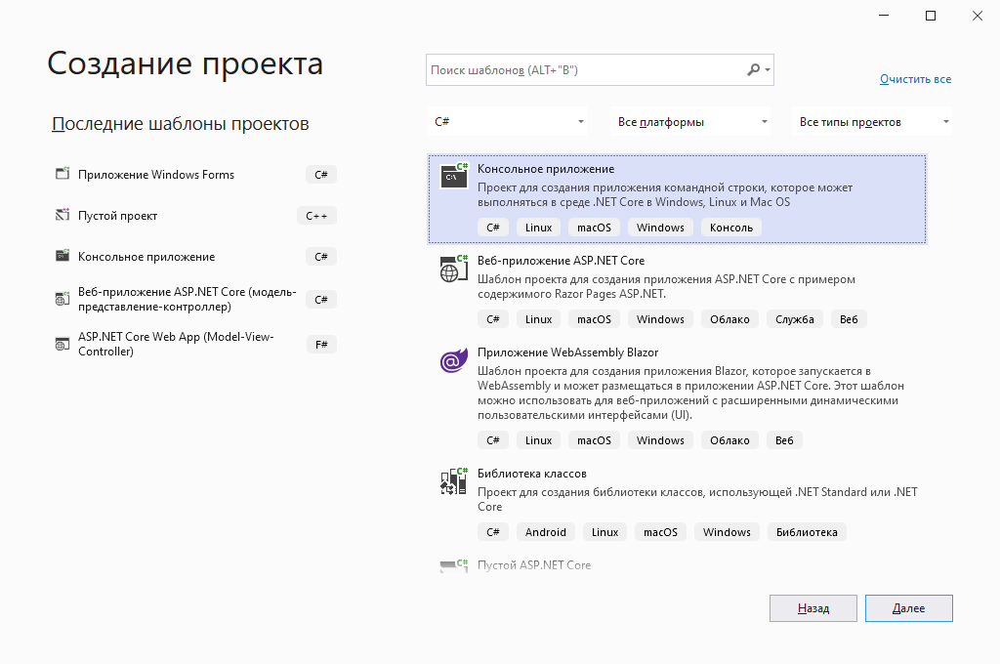 Создание проекта
Последние шаблоны проектов
Приложение Windows Forms
C#
Пустой проект
C++
Консольное приложение
C#
Веб-приложение ASP.NET Core (модель-
представление-контроллер)
C#
ASP.NET Core Web App (Model-View-
Controller)
F#
Поиск шаблонов (ALT+"B")
Очистить все
C#
Все платформы
Все типы проектов
Консольное приложение
Проект для создания приложения командной строки, которое может
выполняться в среде .NET Core в Windows, Linux и Mac OS
C# Linux macOS Windows Консоль
Веб-приложение ASP.NET Core
Шаблон проекта для создания приложения ASP.NET Core с примером
содержимого Razor Pages ASP.NET.
C# Linux macOS Windows Облако Служба Веб
Приложение WebAssembly Blazor
Шаблон проекта для создания приложения Blazor, которое запускается в
WebAssembly и может размещаться в приложении ASP.NET Core. Этот шаблон
можно использовать для веб-приложений с расширенными динамическими
пользовательскими интерфейсами (UI).
C# Linux macOS Windows Облако Веб
Библиотека классов
Проект для создания библиотеки классов, использующей .NET Standard или .NET
Core
C# Android Linux macOS Windows Библиотека
Пустой ASP.NET Core
Назад
Далее